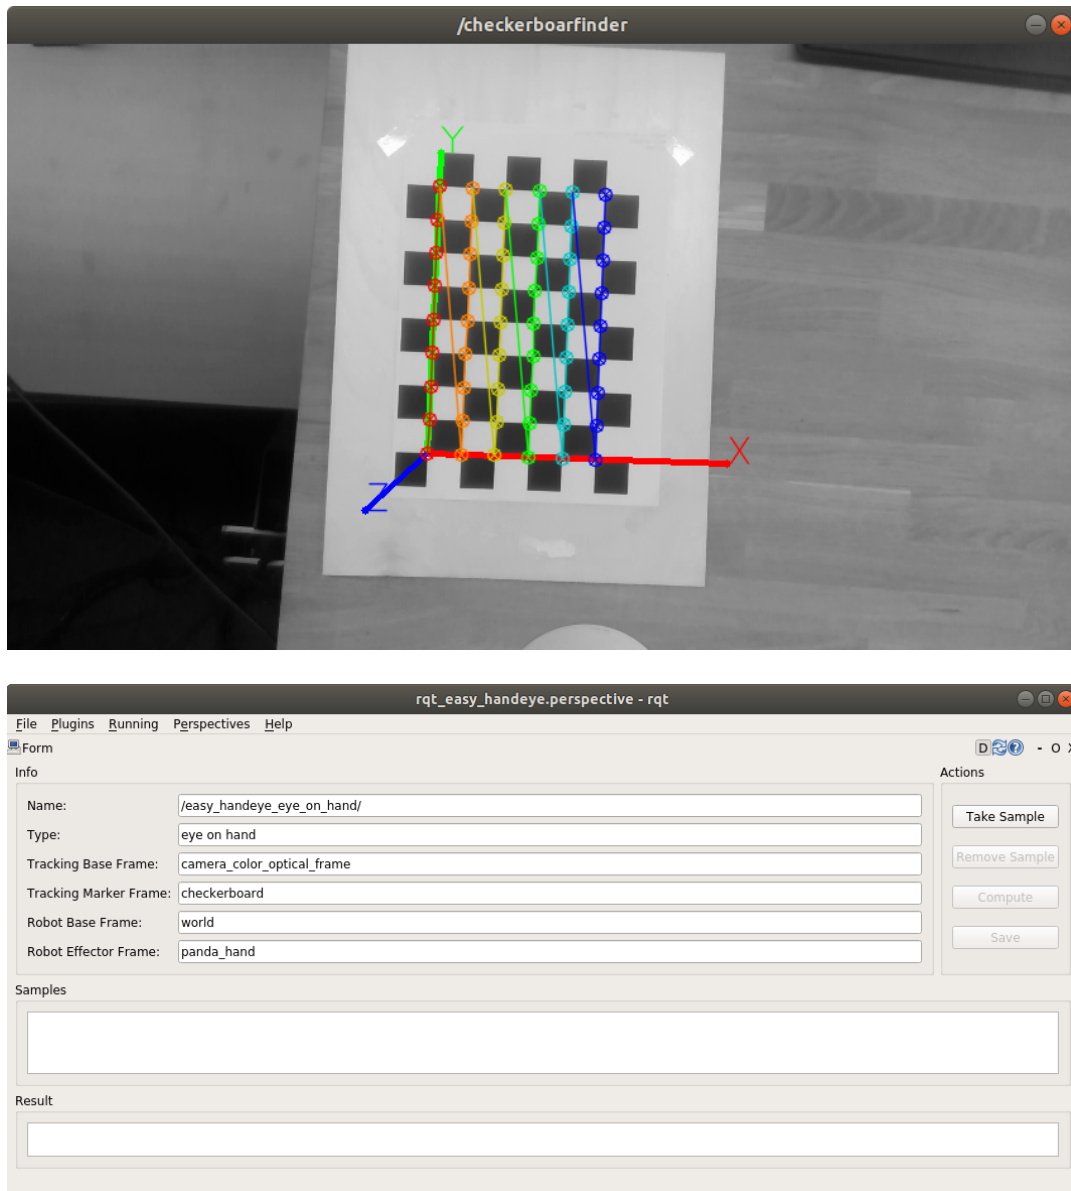 /checkerboarfinder
Y
X
Z
rqt_easy_handeye.perspective - rqt
File Plugins Running Perspectives Help
Form D ? - O
Info Actions
Name: /easy_handeye_eye_on_hand/ Take Sample
Type: eye on hand
Tracking Base Frame: camera_color_optical_frame Remove Sample
Tracking Marker Frame: checkerboard Compute
Robot Base Frame: world
Robot Effector Frame: panda_hand Save
Samples
Result